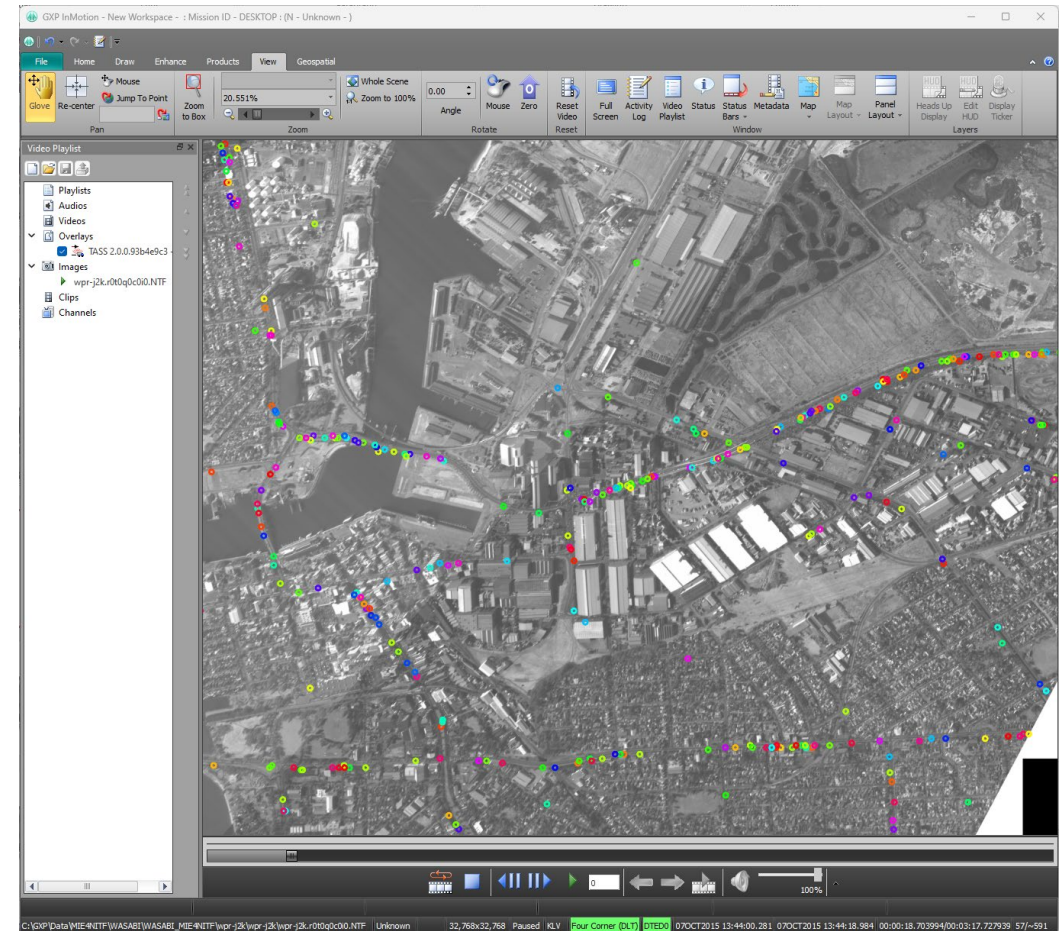 GXP InMotion - New Workspace - : Mission ID - DESKTOP : (N - Unknown - )
File Home Draw Enhance Products View Geospatial
Glove Re-center Mouse Jump To Point Pan
Zoom to Box 20.551% Whole Scene Zoom to 100% Zoom
0.00 Angle Mouse Zero Rotate
Reset Video Reset
Full Screen Activity Log Video Playlist Status Status Bars Metadata Map Map Layout Panel Layout Window
Heads Up Display Edit HUD Display Ticker Layers
Video Playlist
Playlists
Audios
Videos
Overlays
TASS 2.0.0.93b4e9c3 -
Images
wpr-j2k.r0t0q0c0i0.NTF
Clips
Channels
0
100%
C:\GXP\Data\MIE4NITF\WASABI\WASABI_MIE4NITF\wpr-j2k\wpr-j2k\wpr-j2k.r0t0q0c0i0.NTF Unknown 32,768x32,768 Paused KLV Four Corner (DLT) DTED0 07OCT2015 13:44:00.281 07OCT2015 13:44:18.984 00:00:18.703994/00:03:17.727939 57/~591